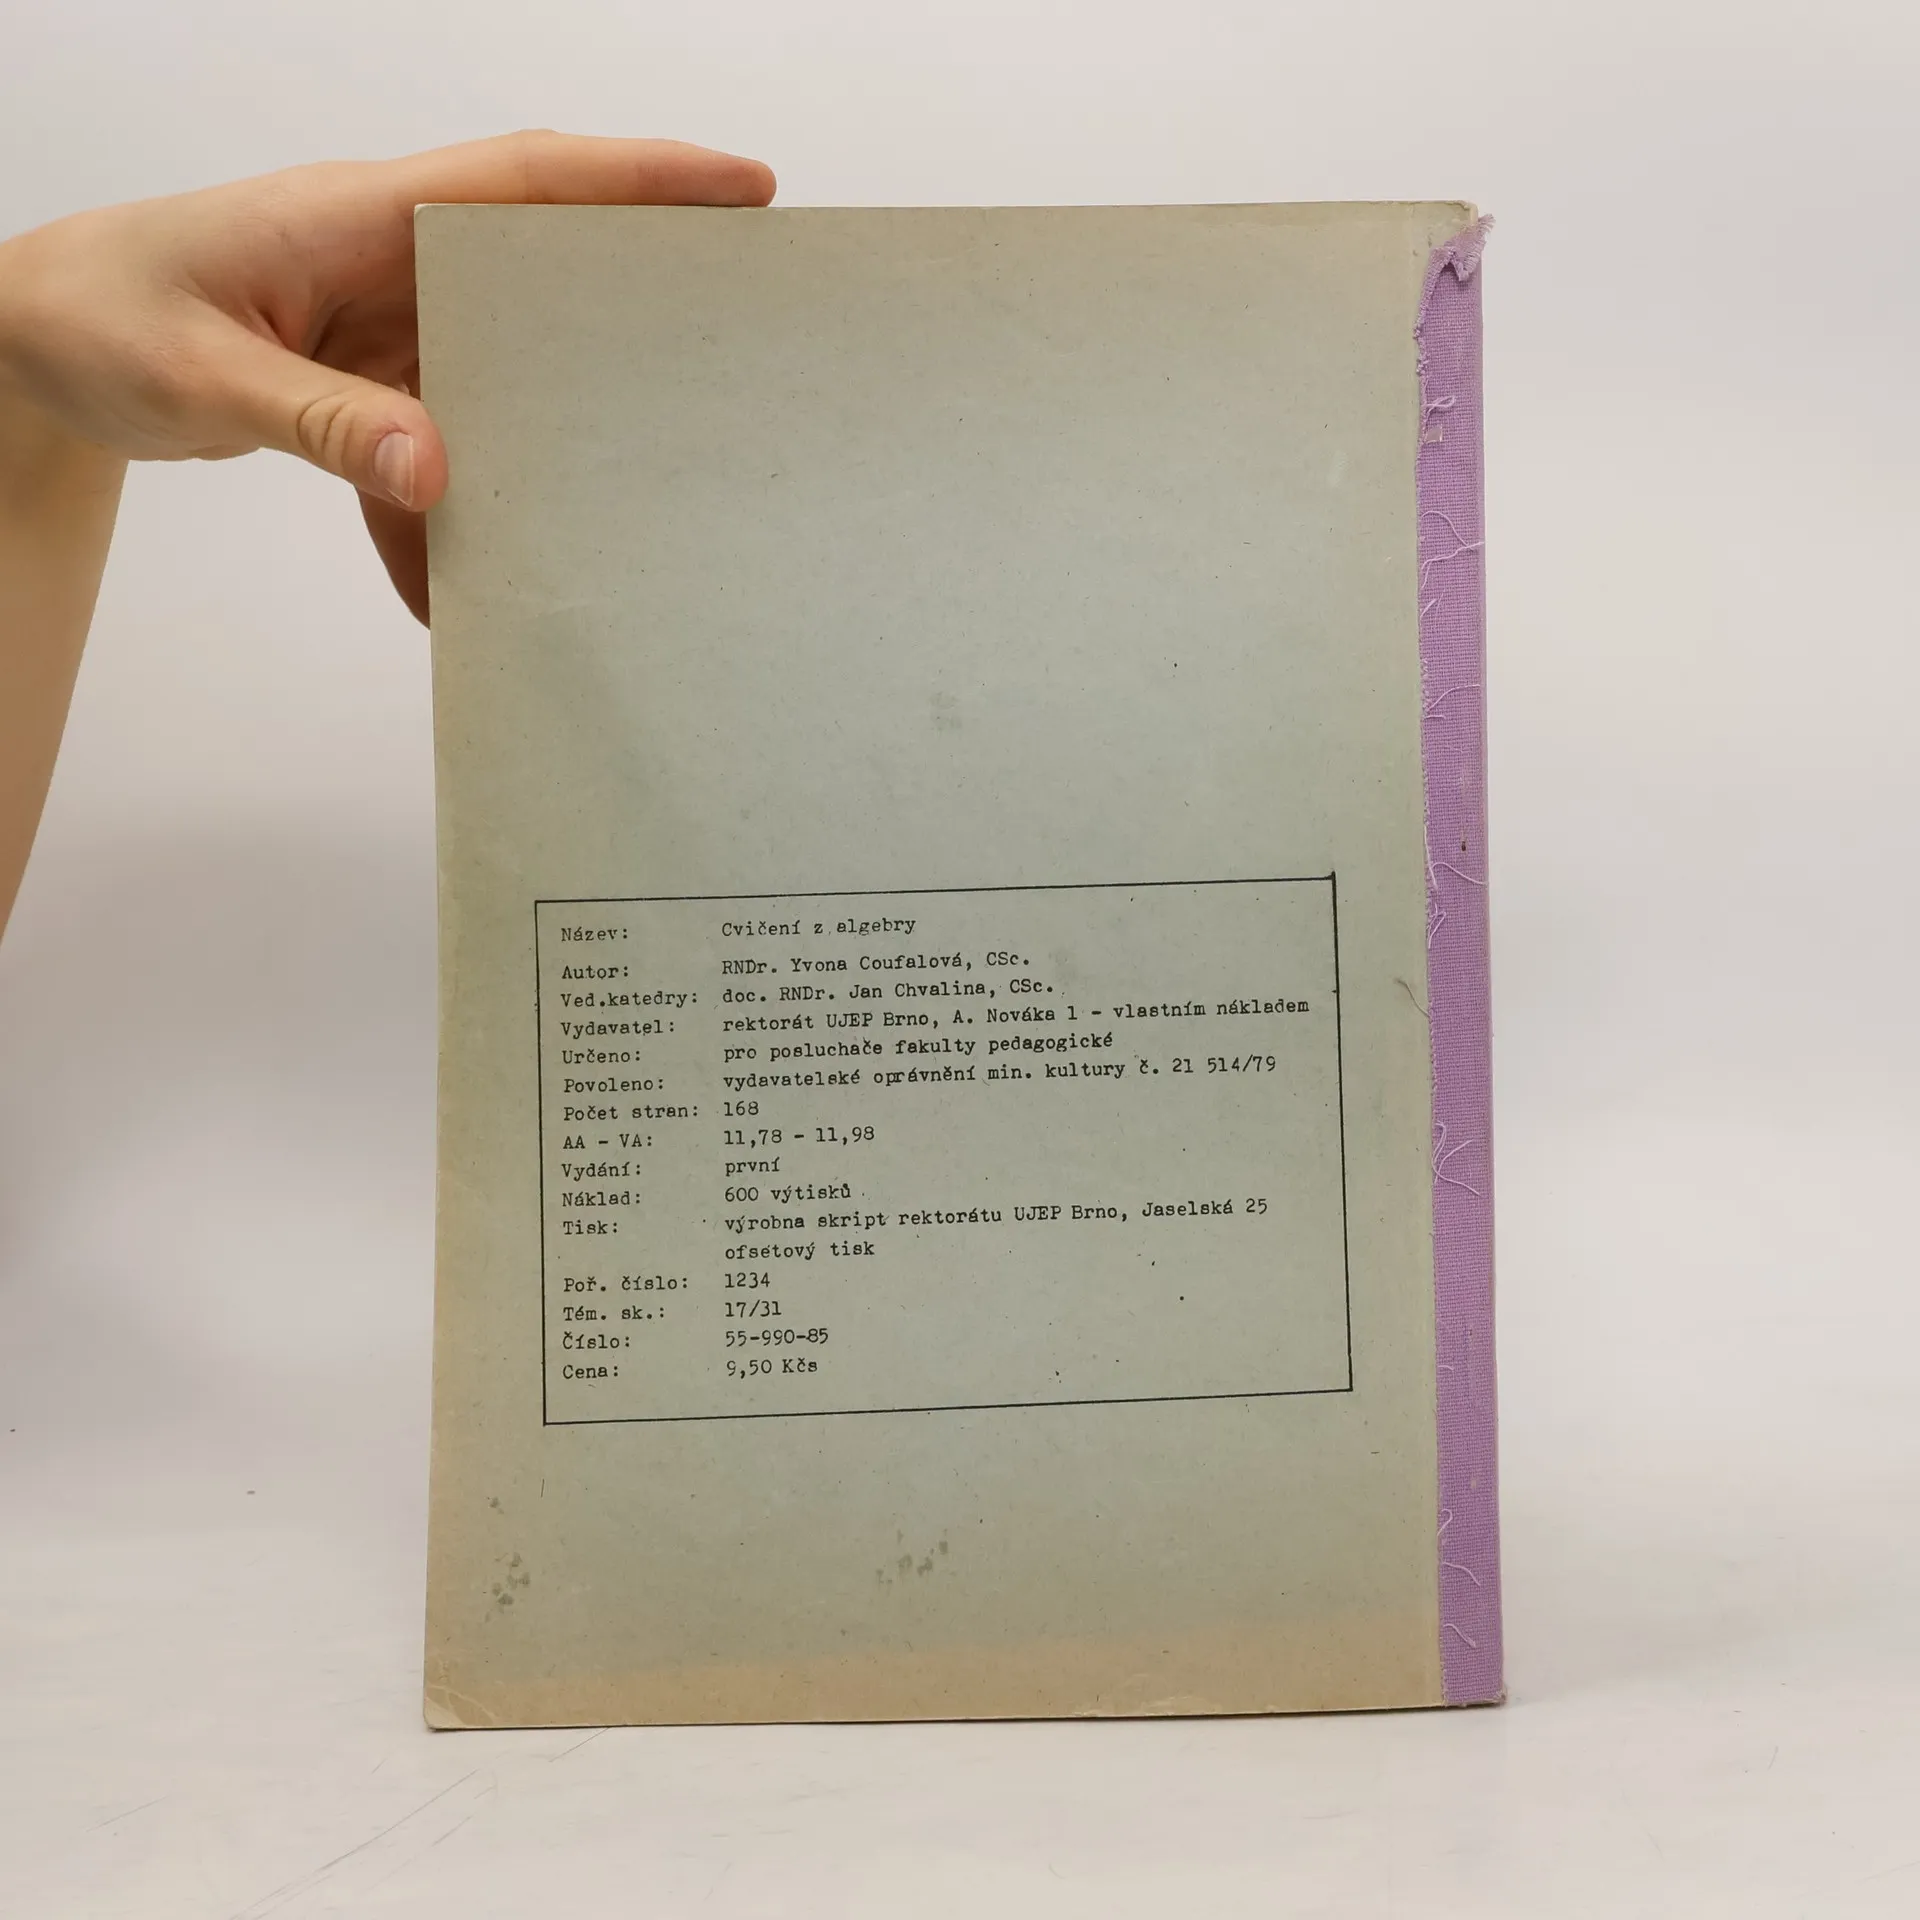 Název: Cvičení z algebry
Autor: RNDr. Yvona Coufalová, CSc.
Ved.katedry: doc. RNDr. Jan Chvalina, CSc.
Vydavatel: rektorát UJEP Brno, A. Nováka 1 - vlastním nákladem
Určeno: pro posluchače fakulty pedagogické
Povoleno: vydavatelské oprávnění min. kultury č. 21 514/79
Počet stran: 168
AA - VA: 11,78 - 11,98
Vydání: první
Náklad: 600 výtisků
Tisk: výrobna skript rektorátu UJEP Brno, Jaselská 25
ofsetový tisk
Poř. číslo: 1234
Tém. sk.: 17/31
Číslo: 55-990-85
Cena: 9,50 Kčs